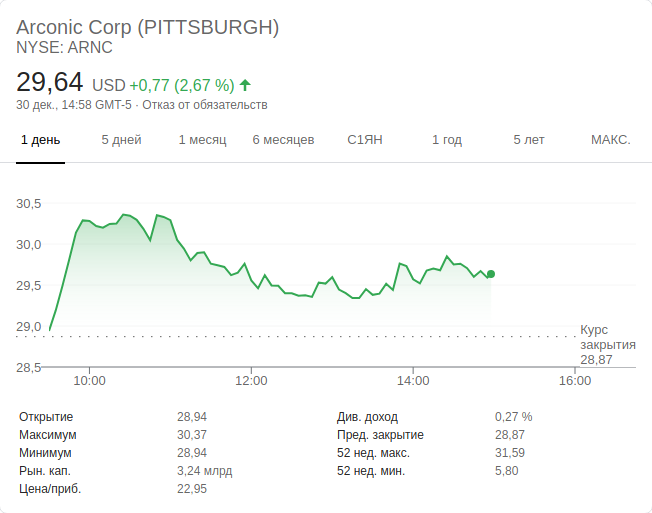 Arconic Corp (PITTSBURGH)
NYSE: ARNC
29,64 USD +0,77 (2,67 %)
30 дек., 14:58 GMT-5 · Отказ от обязательств
1 день 5 дней 1 месяц 6 месяцев С1ЯН 1 год 5 лет МАКС.
30,5
30,0
29,5
29,0
28,5
Курс
закрытия
28,87
10:00 12:00 14:00 16:00
Открытие 28,94
Максимум 30,37
Минимум 28,94
Рын. кап. 3,24 млрд
Цена/приб. 22,95
Див. доход 0,27 %
Пред. закрытие 28,87
52 нед. макс. 31,59
52 нед. мин. 5,80